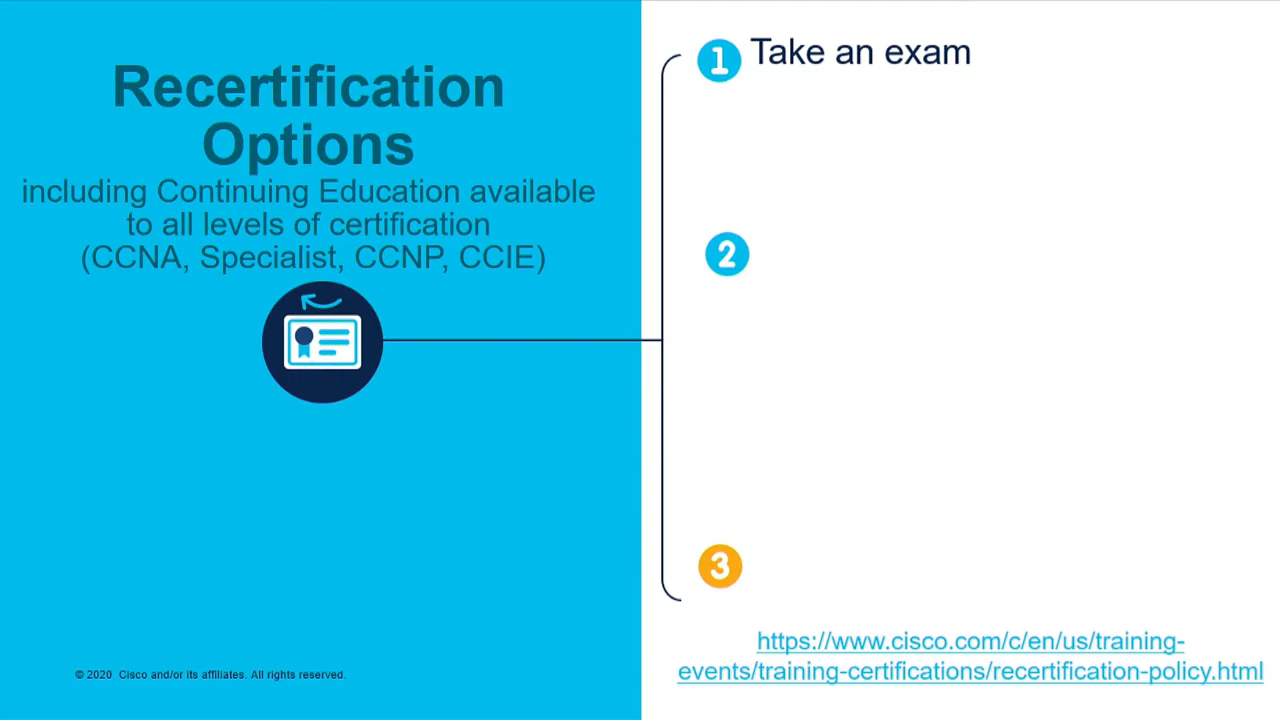 Recertification
Options
including Continuing Education available
to all levels of certification
(CCNA, Specialist, CCNP, CCIE)
1 Take an exam
2
3
https://www.cisco.com/c/en/us/training-
events/training-certifications/recertification-policy.html
© 2020 Cisco and/or its affiliates. All rights reserved.